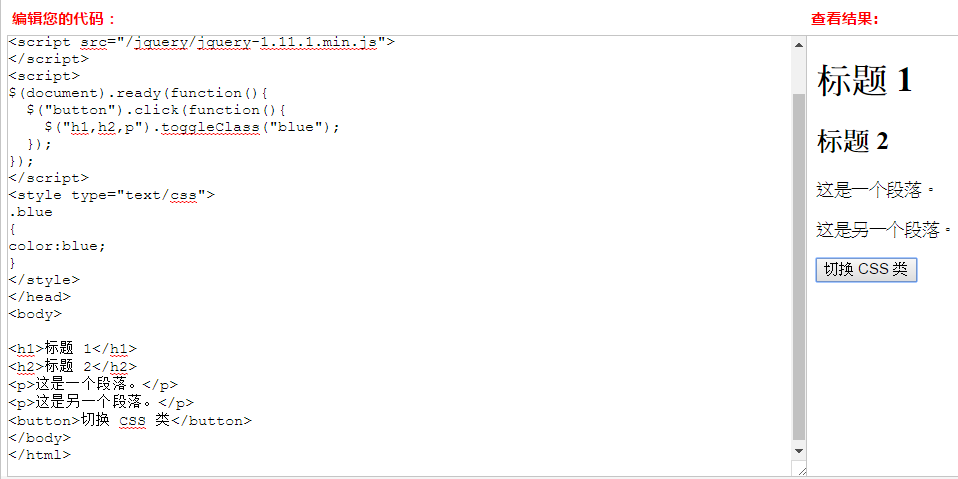 编辑您的代码：
查看结果:
<script src="/jquery/jquery-1.11.1.min.js">
</script>
<script>
$(document).ready(function(){
  $("button").click(function(){
    $("h1,h2,p").toggleClass("blue");
  });
});
</script>
<style type="text/css">
.blue
{
color:blue;
}
</style>
</head>
<body>

<h1>标题 1</h1>
<h2>标题 2</h2>
<p>这是一个段落。</p>
<p>这是另一个段落。</p>
<button>切换 CSS 类</button>
</body>
</html>
标题 1
标题 2
这是一个段落。
这是另一个段落。
切换 CSS 类